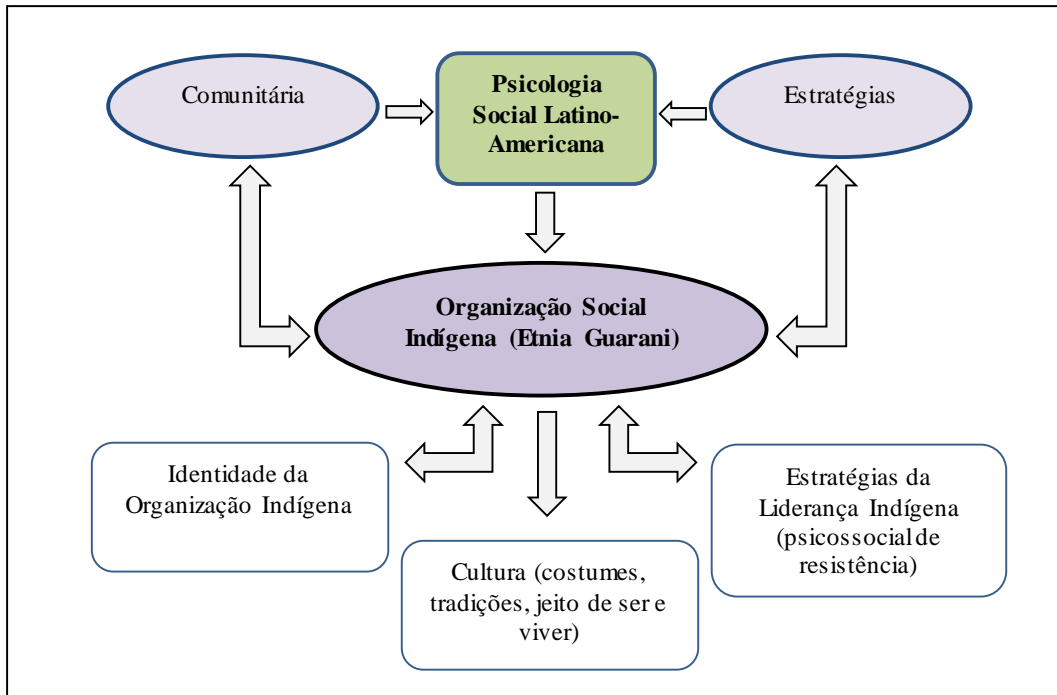 Comunitária
Psicologia
Social Latino-
Americana
Estratégias
Organização Social
Indígena (Etnia Guarani)
Identidade da
Organização Indígena
Cultura (costumes,
tradições, jeito de ser e
viver)
Estratégias da
Liderança Indígena
(psicossocial de
resistência)